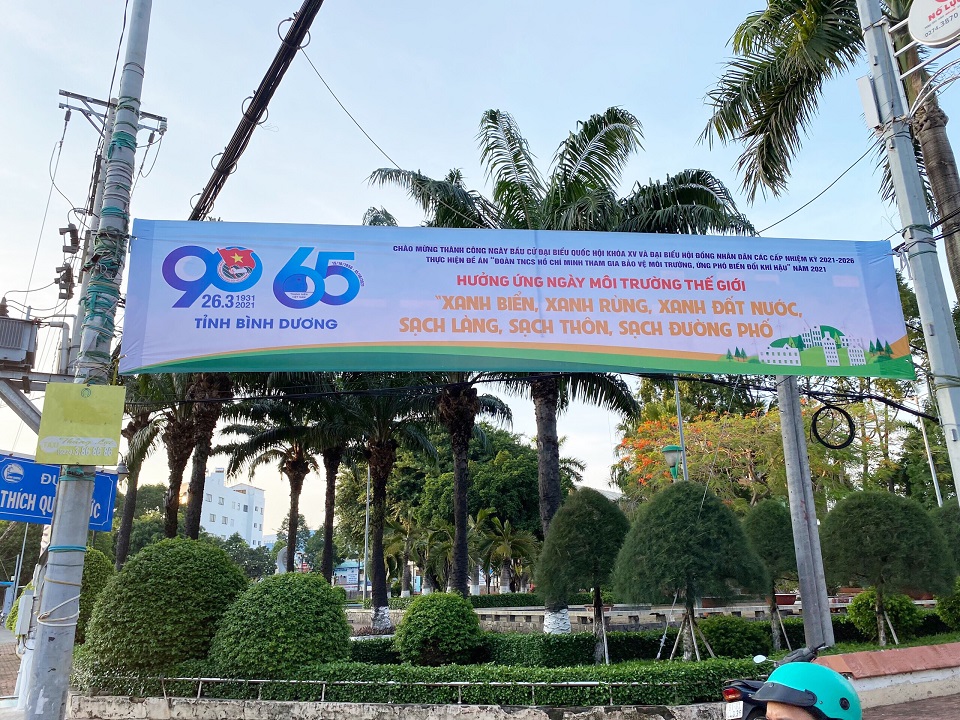 CHÀO MỪNG THÀNH CÔNG NGÀY BẦU CỬ ĐẠI BIỂU QUỐC HỘI KHÓA XV VÀ ĐẠI BIỂU HỘI ĐỒNG NHÂN DÂN CÁC CẤP NHIỆM KỲ 2021-2026
THỰC HIỆN ĐỀ ÁN "ĐOÀN TNCS HỒ CHÍ MINH THAM GIA BẢO VỆ MÔI TRƯỜNG, ỨNG PHÓ BIẾN ĐỔI KHÍ HẬU" NĂM 2021
HƯỞNG ỨNG NGÀY MÔI TRƯỜNG THẾ GIỚI
"XANH BIỂN, XANH RỪNG, XANH ĐẤT NƯỚC,
SẠCH LÀNG, SẠCH THÔN, SẠCH ĐƯỜNG PHỐ
90 65
26.3 1931
2021
TỈNH BÌNH DƯƠNG
THÍCH
0274.3870